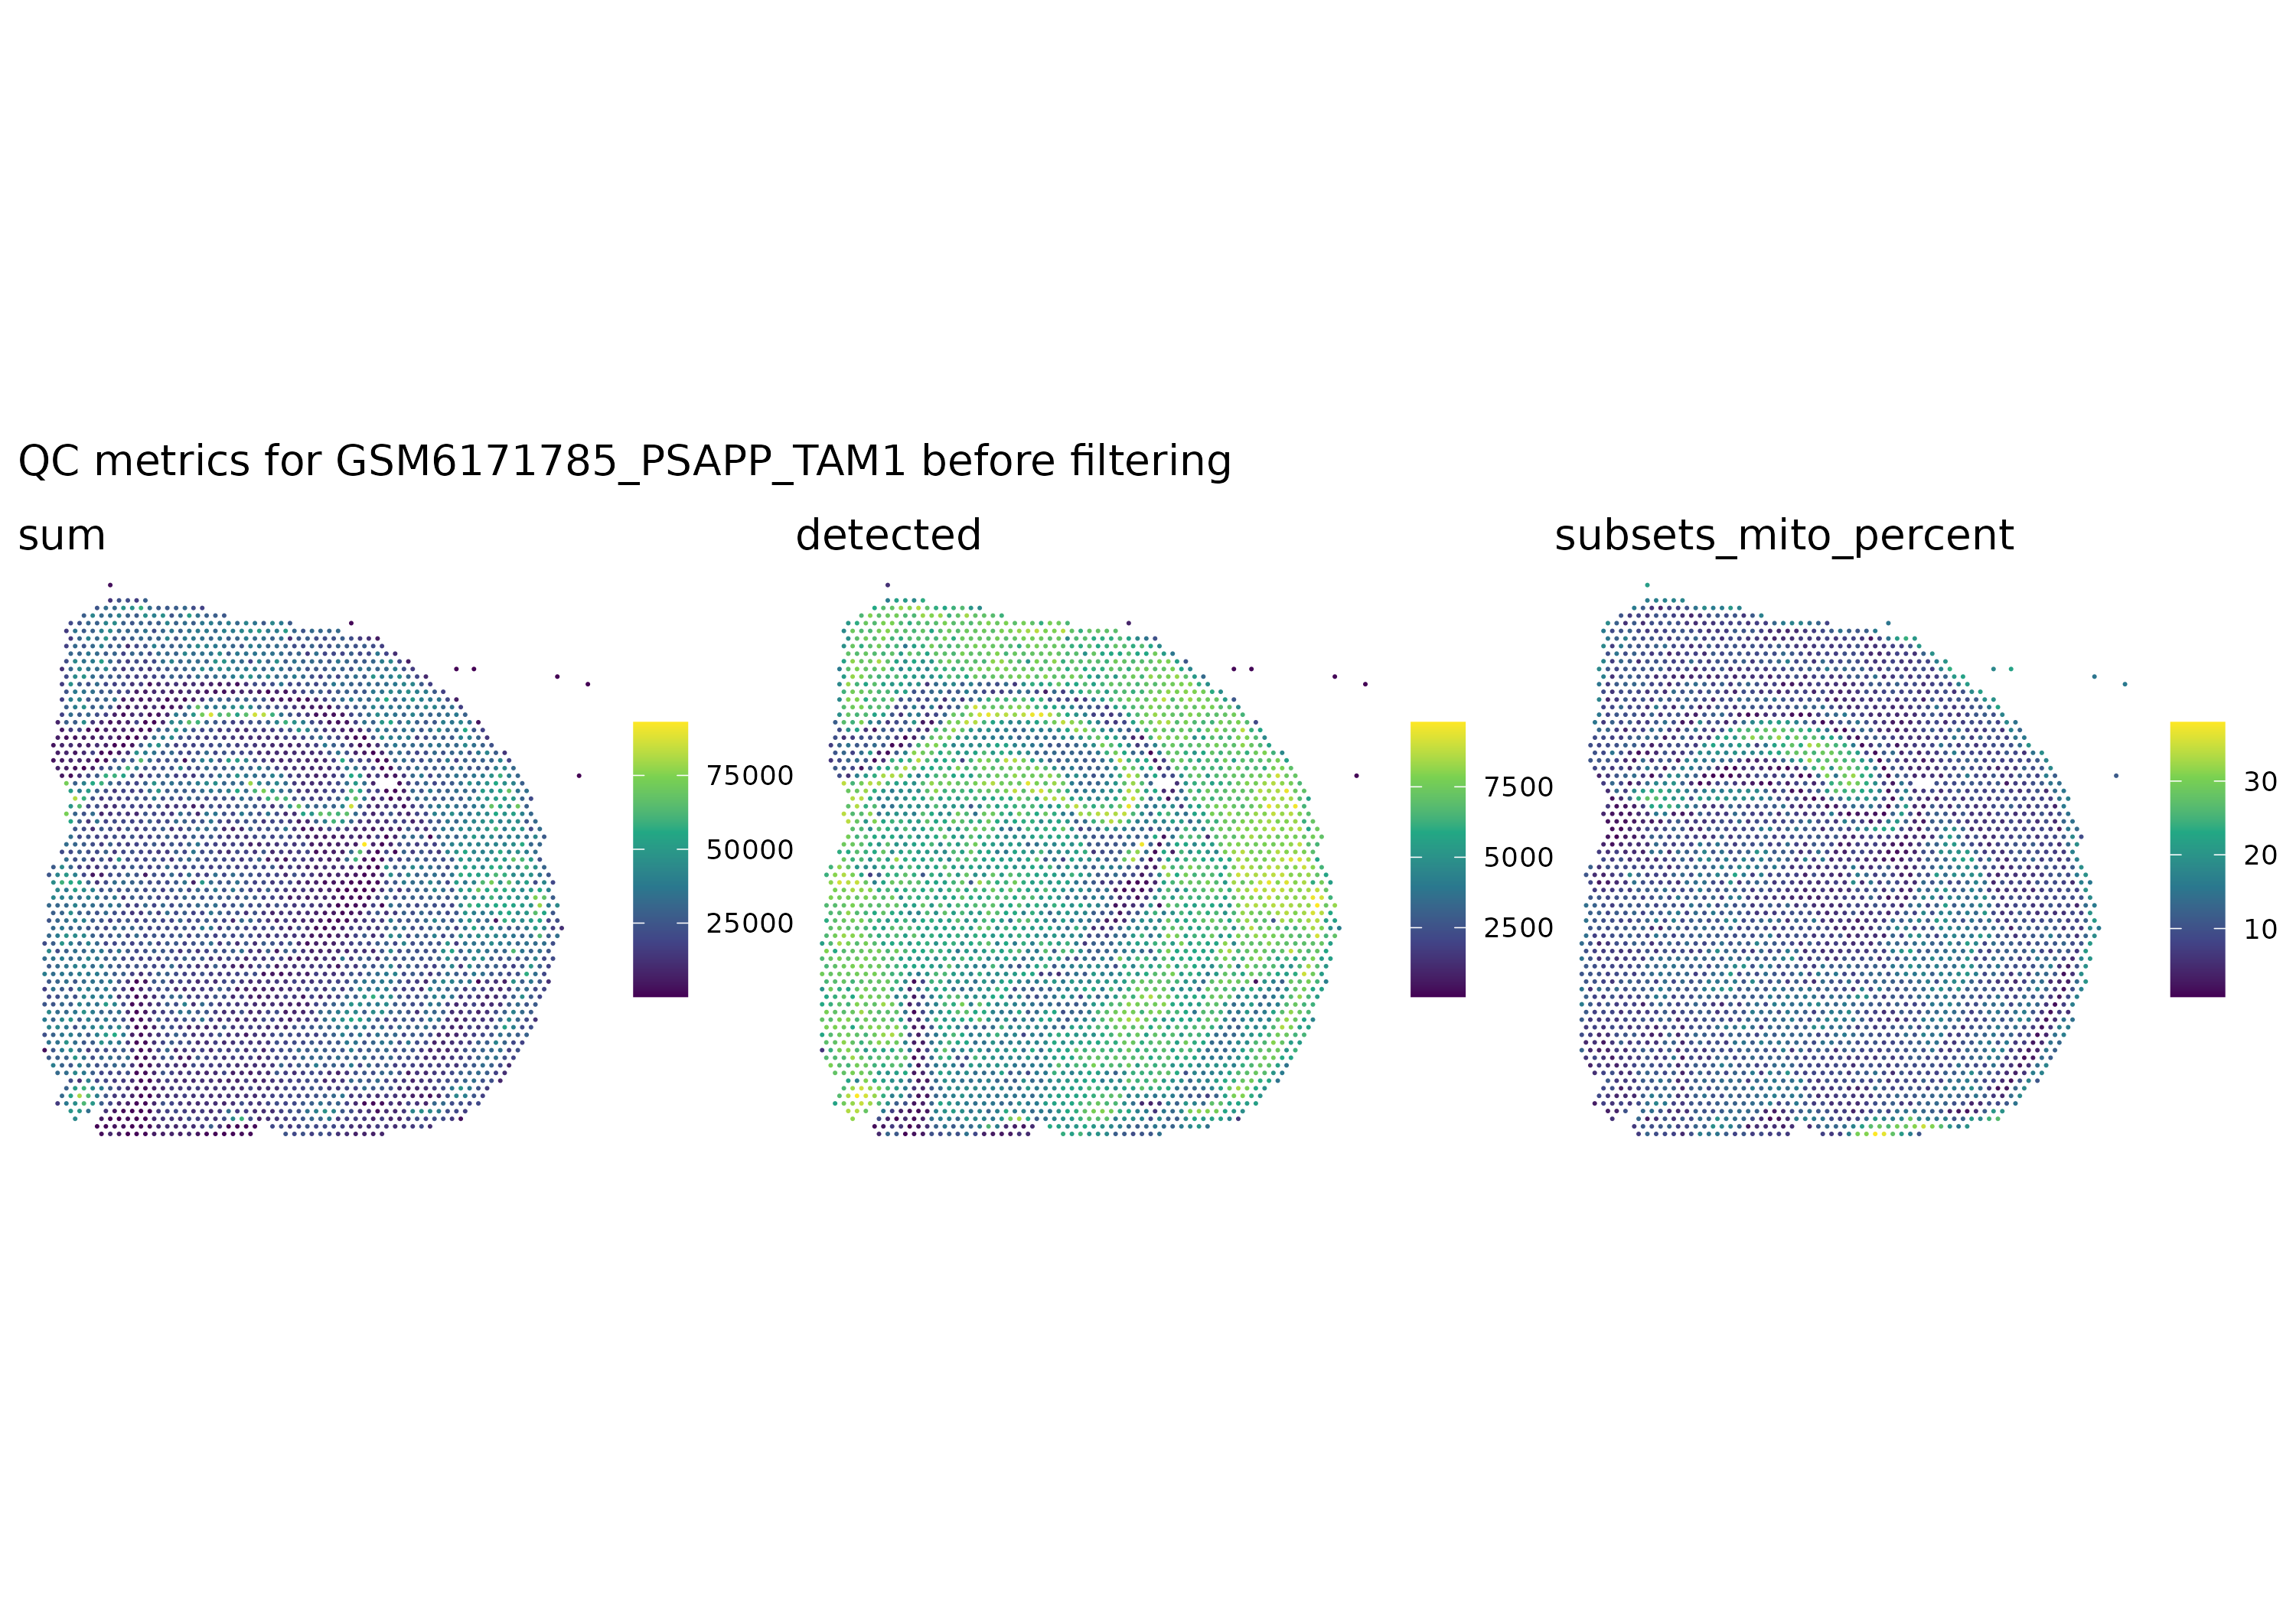 QC metrics for GSM6171785_PSAPP_TAM1 before filtering
sum
detected
subsets_mito_percent
75000
50000
25000
7500
5000
2500
30
20
10